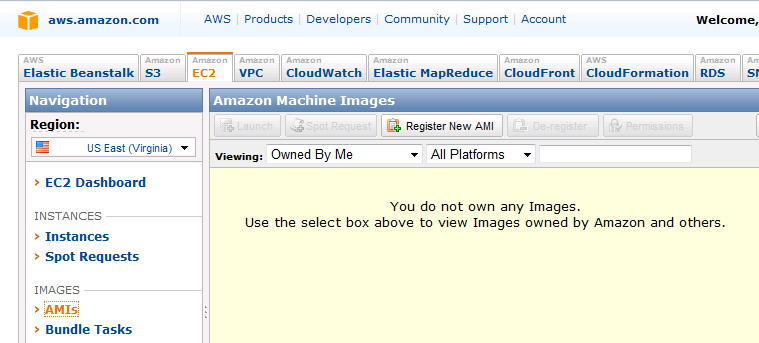 aws.amazon.com AWS Products Developers Community Support Account Welcome,
AWS Amazon Amazon Amazon Amazon Amazon Amazon AWS Amazon Amazon
Elastic Beanstalk S3 EC2 VPC CloudWatch Elastic MapReduce CloudFront CloudFormation RDS
Navigation
Region:
US East (Virginia)
> EC2 Dashboard
INSTANCES
> Instances
> Spot Requests
IMAGES
> AMIs
> Bundle Tasks
Amazon Machine Images
Launch Spot Request Register New AMI De-register Permissions
Viewing: Owned By Me All Platforms
You do not own any Images.
Use the select box above to view Images owned by Amazon and others.